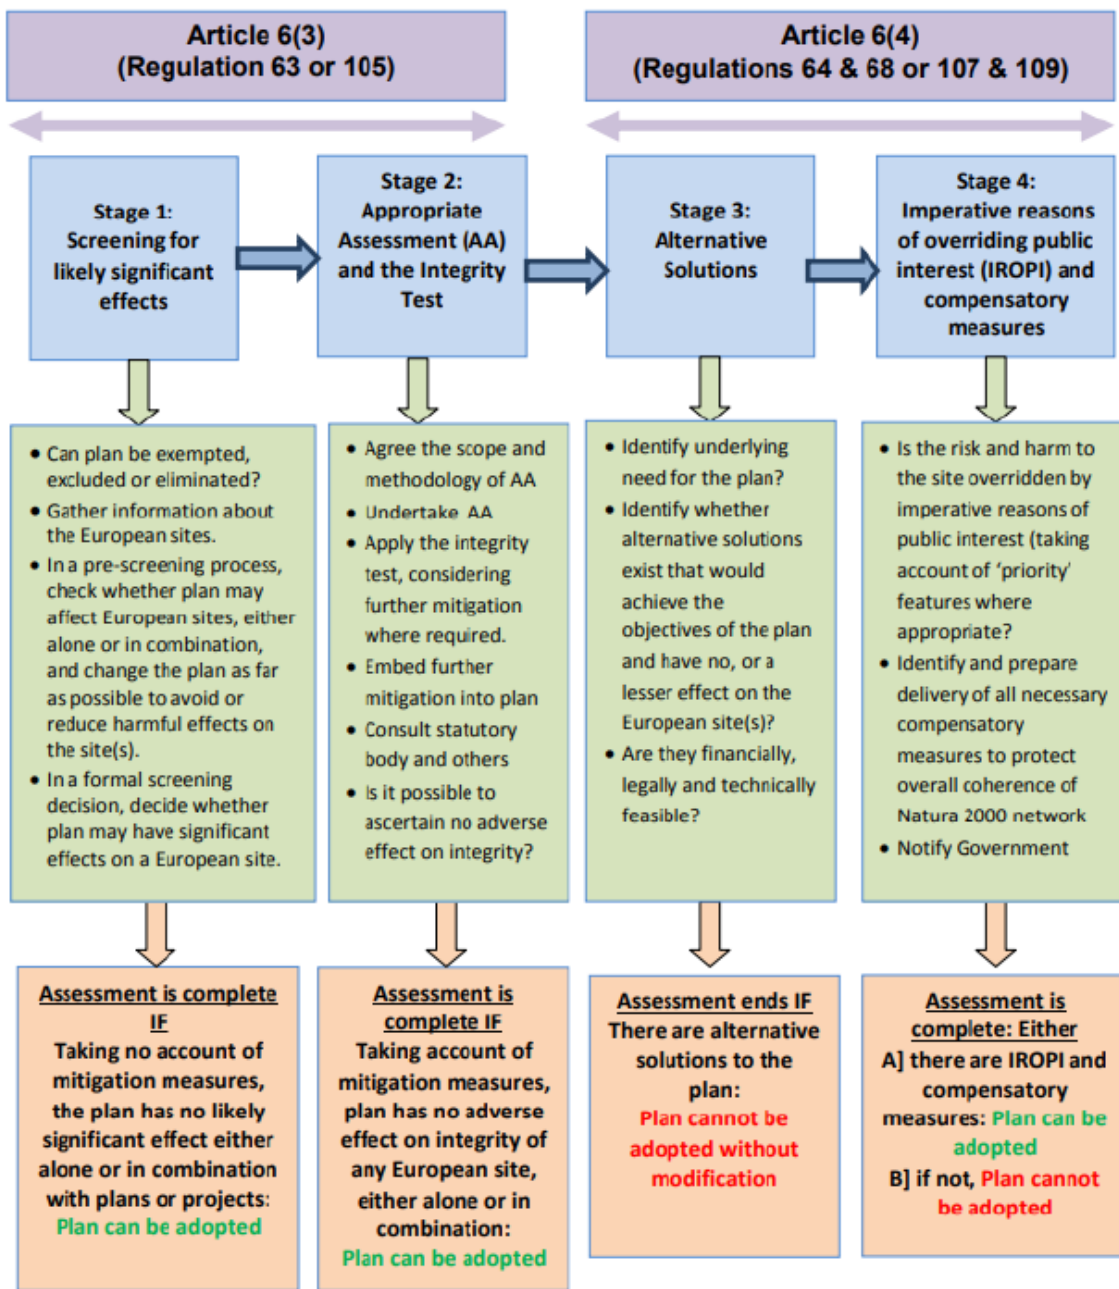 Article 6(3)
(Regulation 63 or 105)
Article 6(4)
(Regulations 64 & 68 or 107 & 109)
Stage 1:
Screening for
likely significant
effects
Stage 2:
Appropriate
Assessment (AA)
and the Integrity
Test
Stage 3:
Alternative
Solutions
Stage 4:
Imperative reasons
of overriding public
interest (IROPI) and
compensatory
measures
• Can plan be exempted,
excluded or eliminated?
• Gather information about
the European sites.
• In a pre-screening process,
check whether plan may
affect European sites, either
alone or in combination,
and change the plan as far
as possible to avoid or
reduce harmful effects on
the site(s).
• In a formal screening
decision, decide whether
plan may have significant
effects on a European site.
• Agree the scope and
methodology of AA
• Undertake AA
• Apply the integrity
test, considering
further mitigation
where required.
• Embed further
mitigation into plan
• Consult statutory
body and others
• Is it possible to
ascertain no adverse
effect on integrity?
• Identify underlying
need for the plan?
• Identify whether
alternative solutions
exist that would
achieve the
objectives of the plan
and have no, or a
lesser effect on the
European site(s)?
• Are they financially,
legally and technically
feasible?
• Is the risk and harm to
the site overridden by
imperative reasons of
public interest (taking
account of ‘priority’
features where
appropriate?
• Identify and prepare
delivery of all necessary
compensatory
measures to protect
overall coherence of
Natura 2000 network
• Notify Government
Assessment is complete
IF
Taking no account of
mitigation measures,
the plan has no likely
significant effect either
alone or in combination
with plans or projects:
Plan can be adopted
Assessment is
complete IF
Taking account of
mitigation measures,
plan has no adverse
effect on integrity of
any European site,
either alone or in
combination:
Plan can be adopted
Assessment ends IF
There are alternative
solutions to the
plan:
Plan cannot be
adopted without
modification
Assessment is
complete: Either
A] there are IROPI and
compensatory
measures: Plan can be
adopted
B] if not, Plan cannot
be adopted